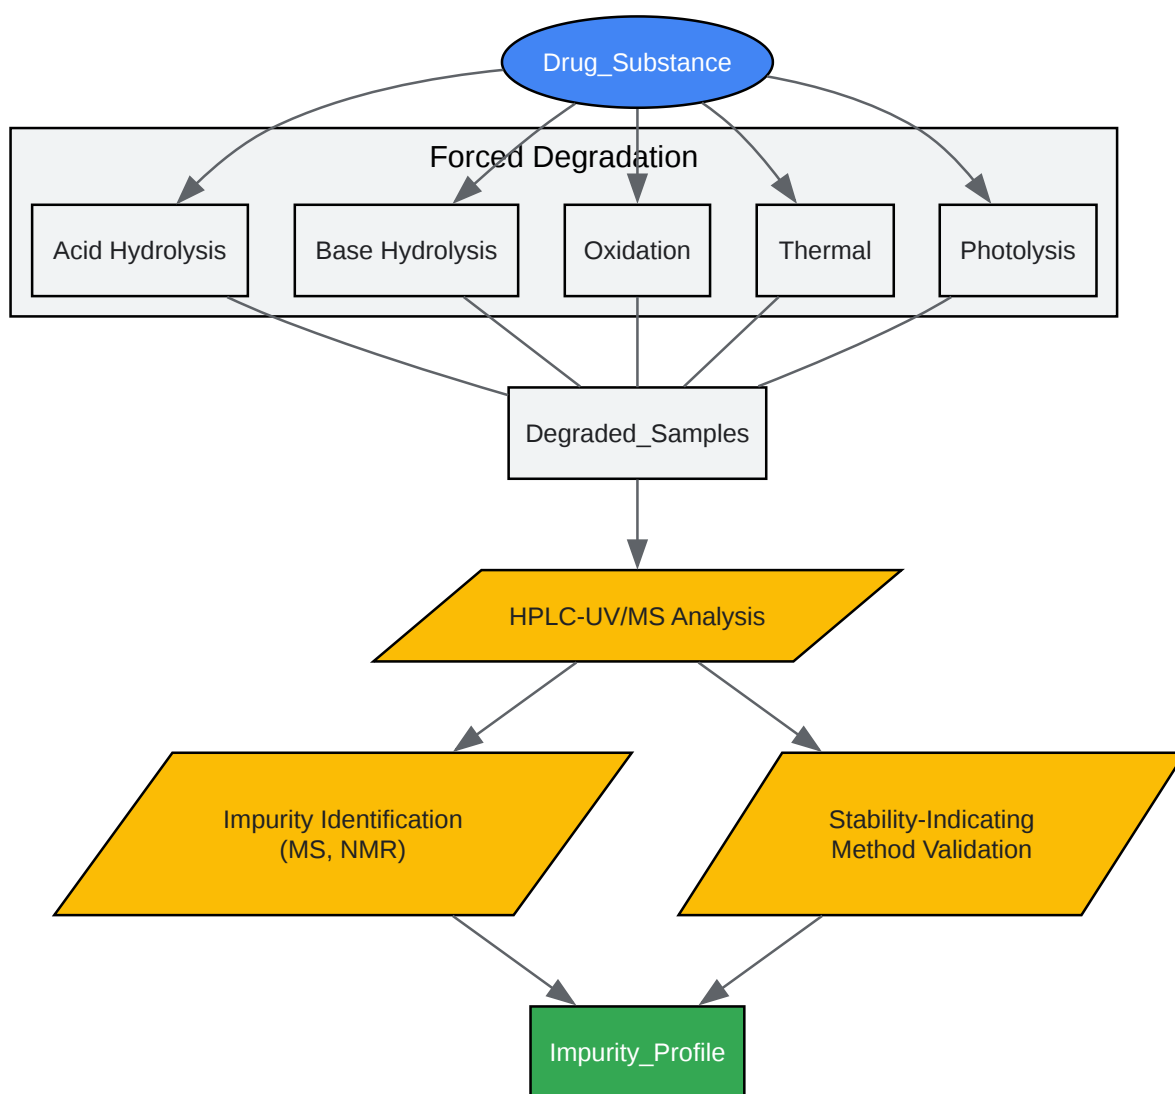 Drug_Substance
Forced Degradation
Acid Hydrolysis
Base Hydrolysis
Oxidation
Thermal
Photolysis
Degraded_Samples
HPLC-UV/MS Analysis
Impurity Identification
(MS, NMR)
Stability-Indicating
Method Validation
Impurity_Profile